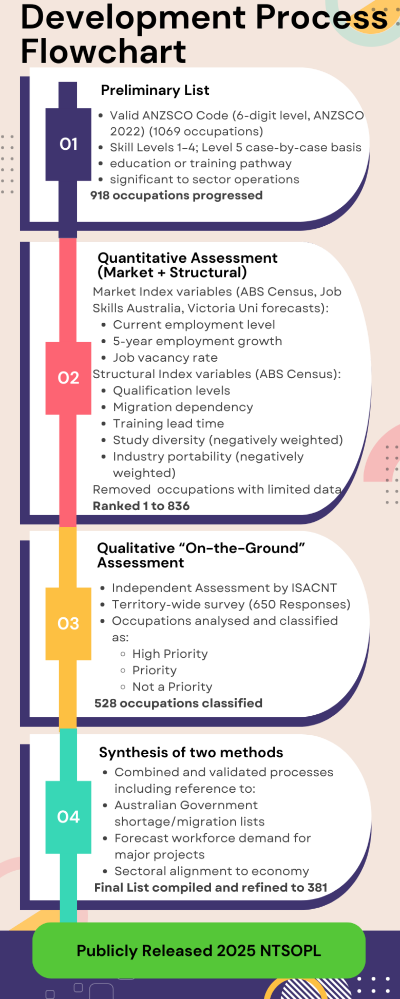 Development Process
Flowchart
01
Preliminary List
• Valid ANZSCO Code (6-digit level, ANZSCO
2022) (1069 occupations)
• Skill Levels 1–4; Level 5 case-by-case basis
• education or training pathway
• significant to sector operations
918 occupations progressed
02
Quantitative Assessment
(Market + Structural)
Market Index variables (ABS Census, Job
Skills Australia, Victoria Uni forecasts):
• Current employment level
• 5-year employment growth
• Job vacancy rate
Structural Index variables (ABS Census):
• Qualification levels
• Migration dependency
• Training lead time
• Study diversity (negatively weighted)
• Industry portability (negatively
weighted)
Removed  occupations with limited data
Ranked 1 to 836
03
Qualitative “On-the-Ground”
Assessment
• Independent Assessment by ISACNT
• Territory-wide survey (650 Responses)
• Occupations analysed and classified
as:
◦ High Priority
◦ Priority
◦ Not a Priority
528 occupations classified
04
Synthesis of two methods
• Combined and validated processes
including reference to:
• Australian Government
shortage/migration lists
• Forecast workforce demand for
major projects
• Sectoral alignment to economy
Final List compiled and refined to 381
Publicly Released 2025 NTSOPL